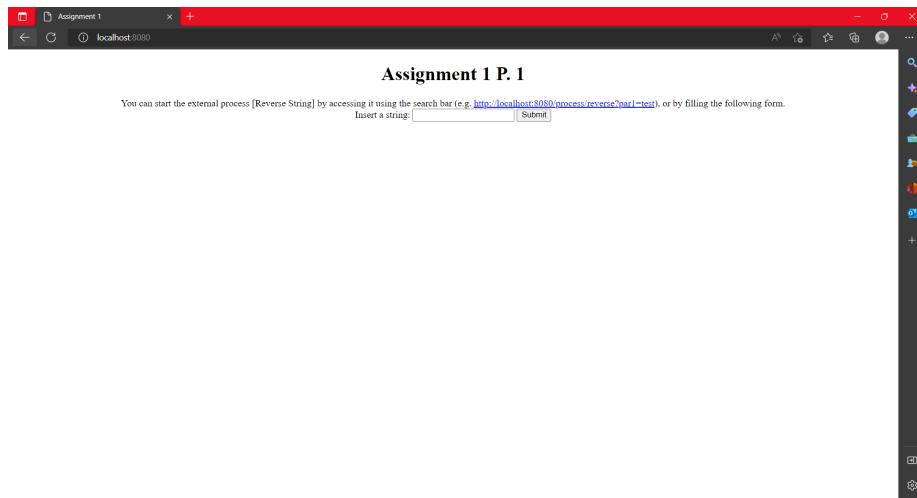 Assignment 1
localhost:8080
Assignment 1 P. 1
You can start the external process [Reverse String] by accessing it using the search bar (e.g. http://localhost:8080/process/reverse?par1=test), or by filling the following form.
Insert a string: Submit